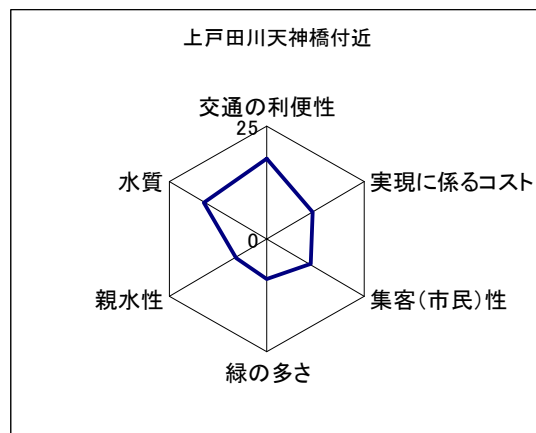 上戸田川天神橋付近
交通の利便性
25
水質
実現に係るコスト
0
親水性
集客(市民)性
緑の多さ